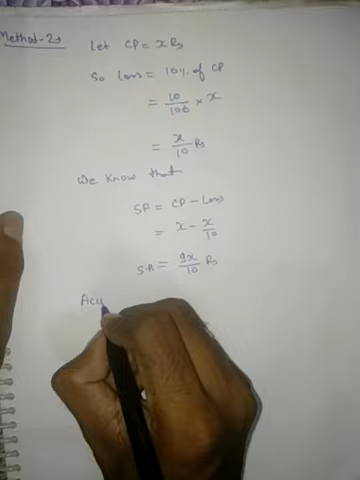 Method-2:
Let CP = x Rs
So Loss = 10% of CP
= 10/100 × x
= x/10 Rs
We know that
SP = CP - Loss
= x - x/10
S.P. = 9x/10 Rs
Acc